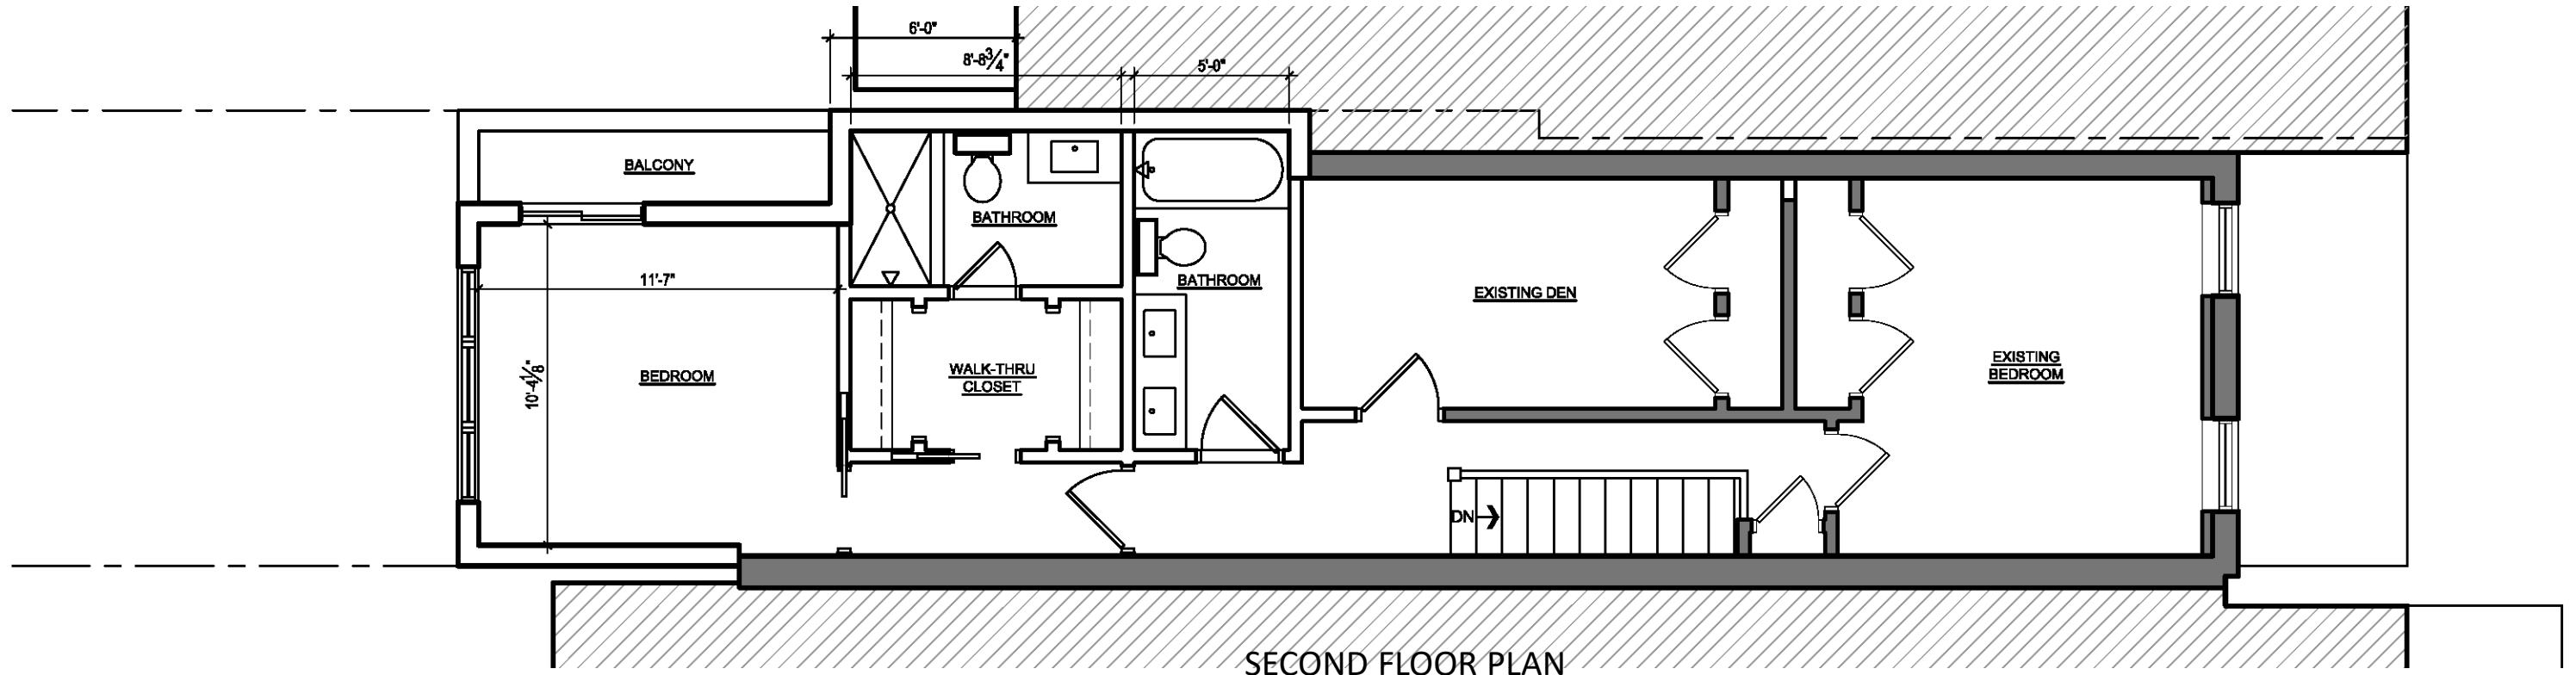 6'-0"
8'-8¾"
5'-0"
BALCONY
BATHROOM
11'-7"
BATHROOM
EXISTING DEN
10'-4⅛"
BEDROOM
WALK-THRU
CLOSET
EXISTING
BEDROOM
DN
SECOND FLOOR PLAN